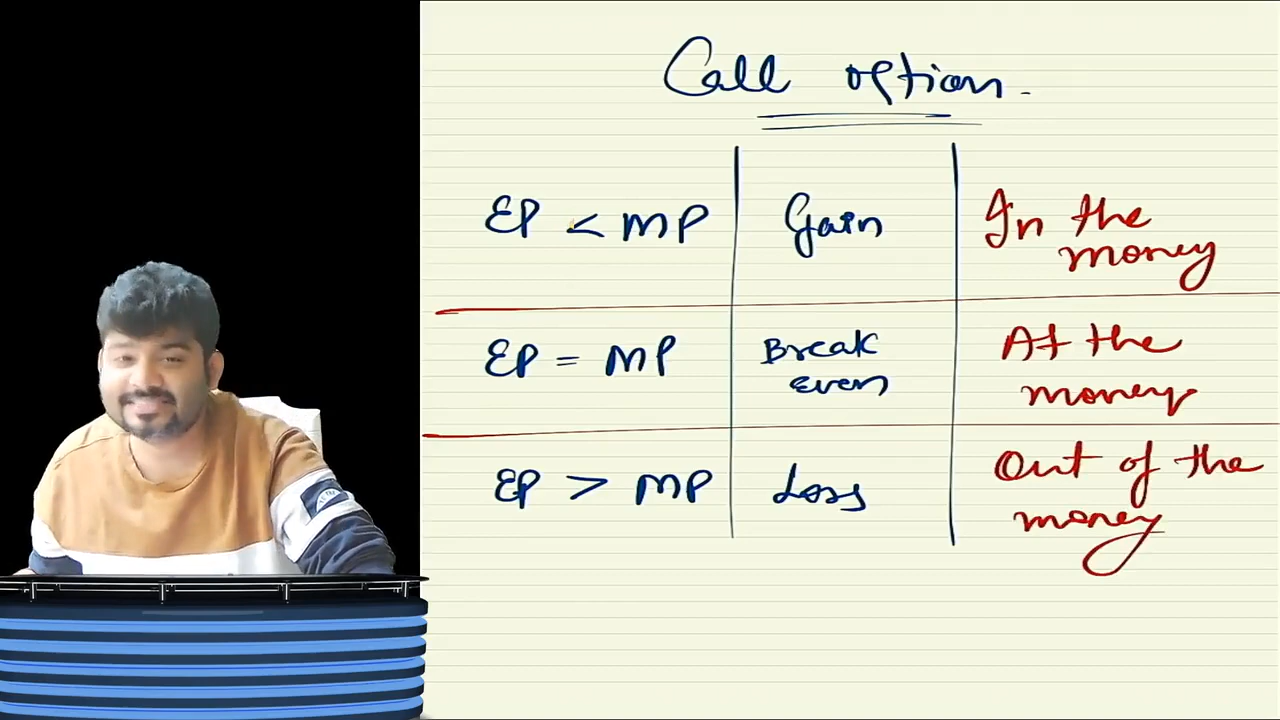 Call option.
EP < MP Gain In the money
EP = MP Break even At the money
EP > MP Loss Out of the money